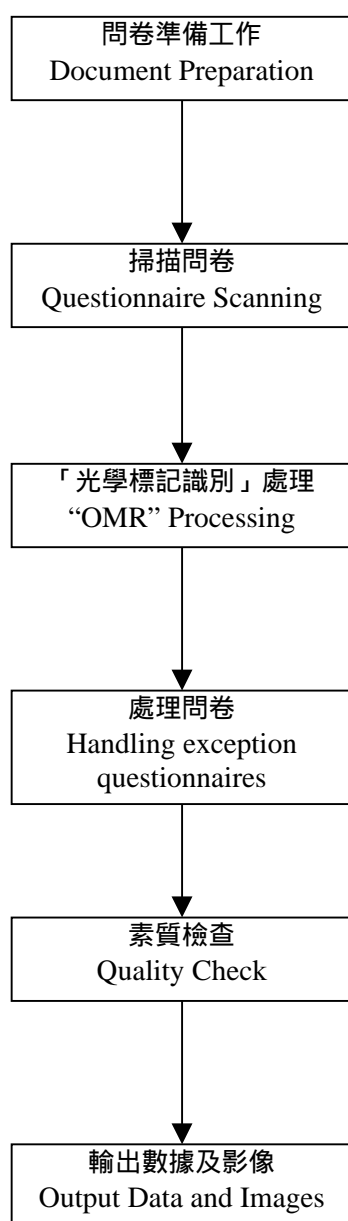 問卷準備工作
Document Preparation
掃描問卷
Questionnaire Scanning
「光學標記識別」處理
“OMR” Processing
處理問卷
Handling exception
questionnaires
素質檢查
Quality Check
輸出數據及影像
Output Data and Images